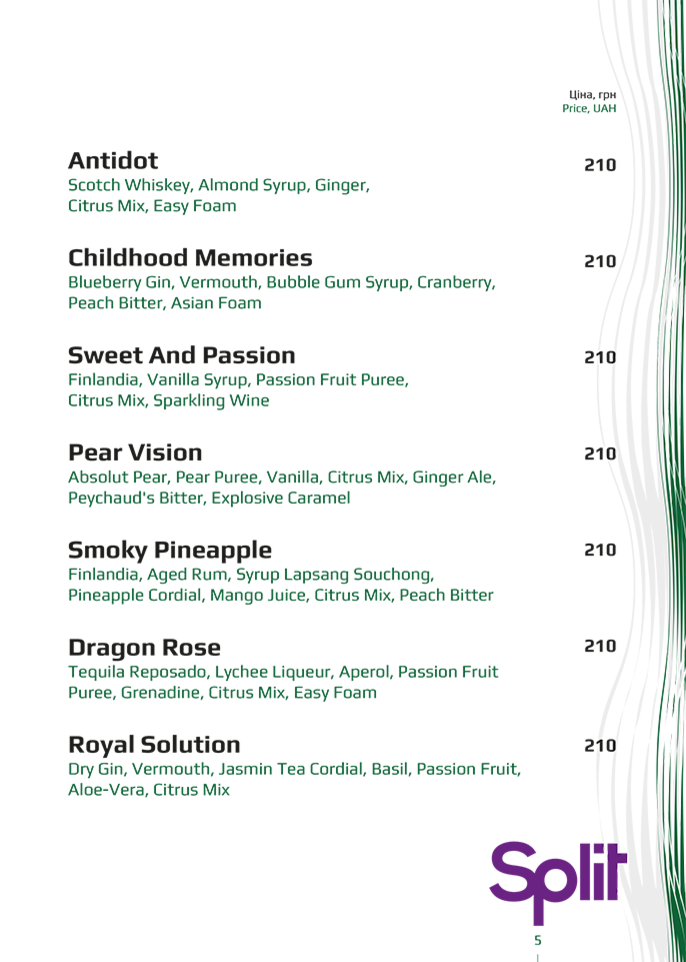 Ціна, грн
Price, UAH
Antidot 210
Scotch Whiskey, Almond Syrup, Ginger,
Citrus Mix, Easy Foam
Childhood Memories 210
Blueberry Gin, Vermouth, Bubble Gum Syrup, Cranberry,
Peach Bitter, Asian Foam
Sweet And Passion 210
Finlandia, Vanilla Syrup, Passion Fruit Puree,
Citrus Mix, Sparkling Wine
Pear Vision 210
Absolut Pear, Pear Puree, Vanilla, Citrus Mix, Ginger Ale,
Peychaud's Bitter, Explosive Caramel
Smoky Pineapple 210
Finlandia, Aged Rum, Syrup Lapsang Souchong,
Pineapple Cordial, Mango Juice, Citrus Mix, Peach Bitter
Dragon Rose 210
Tequila Reposado, Lychee Liqueur, Aperol, Passion Fruit
Puree, Grenadine, Citrus Mix, Easy Foam
Royal Solution 210
Dry Gin, Vermouth, Jasmin Tea Cordial, Basil, Passion Fruit,
Aloe-Vera, Citrus Mix
Split
5